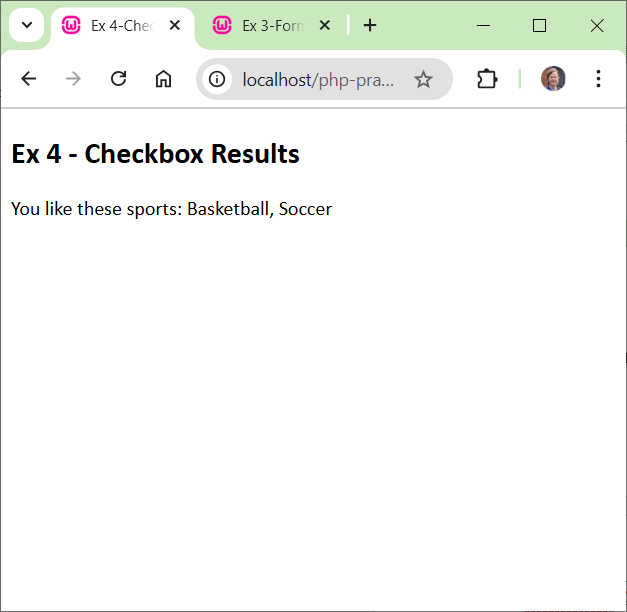 Ex 4-Chec
Ex 3-Form
localhost/php-pra...
Ex 4 - Checkbox Results
You like these sports: Basketball, Soccer